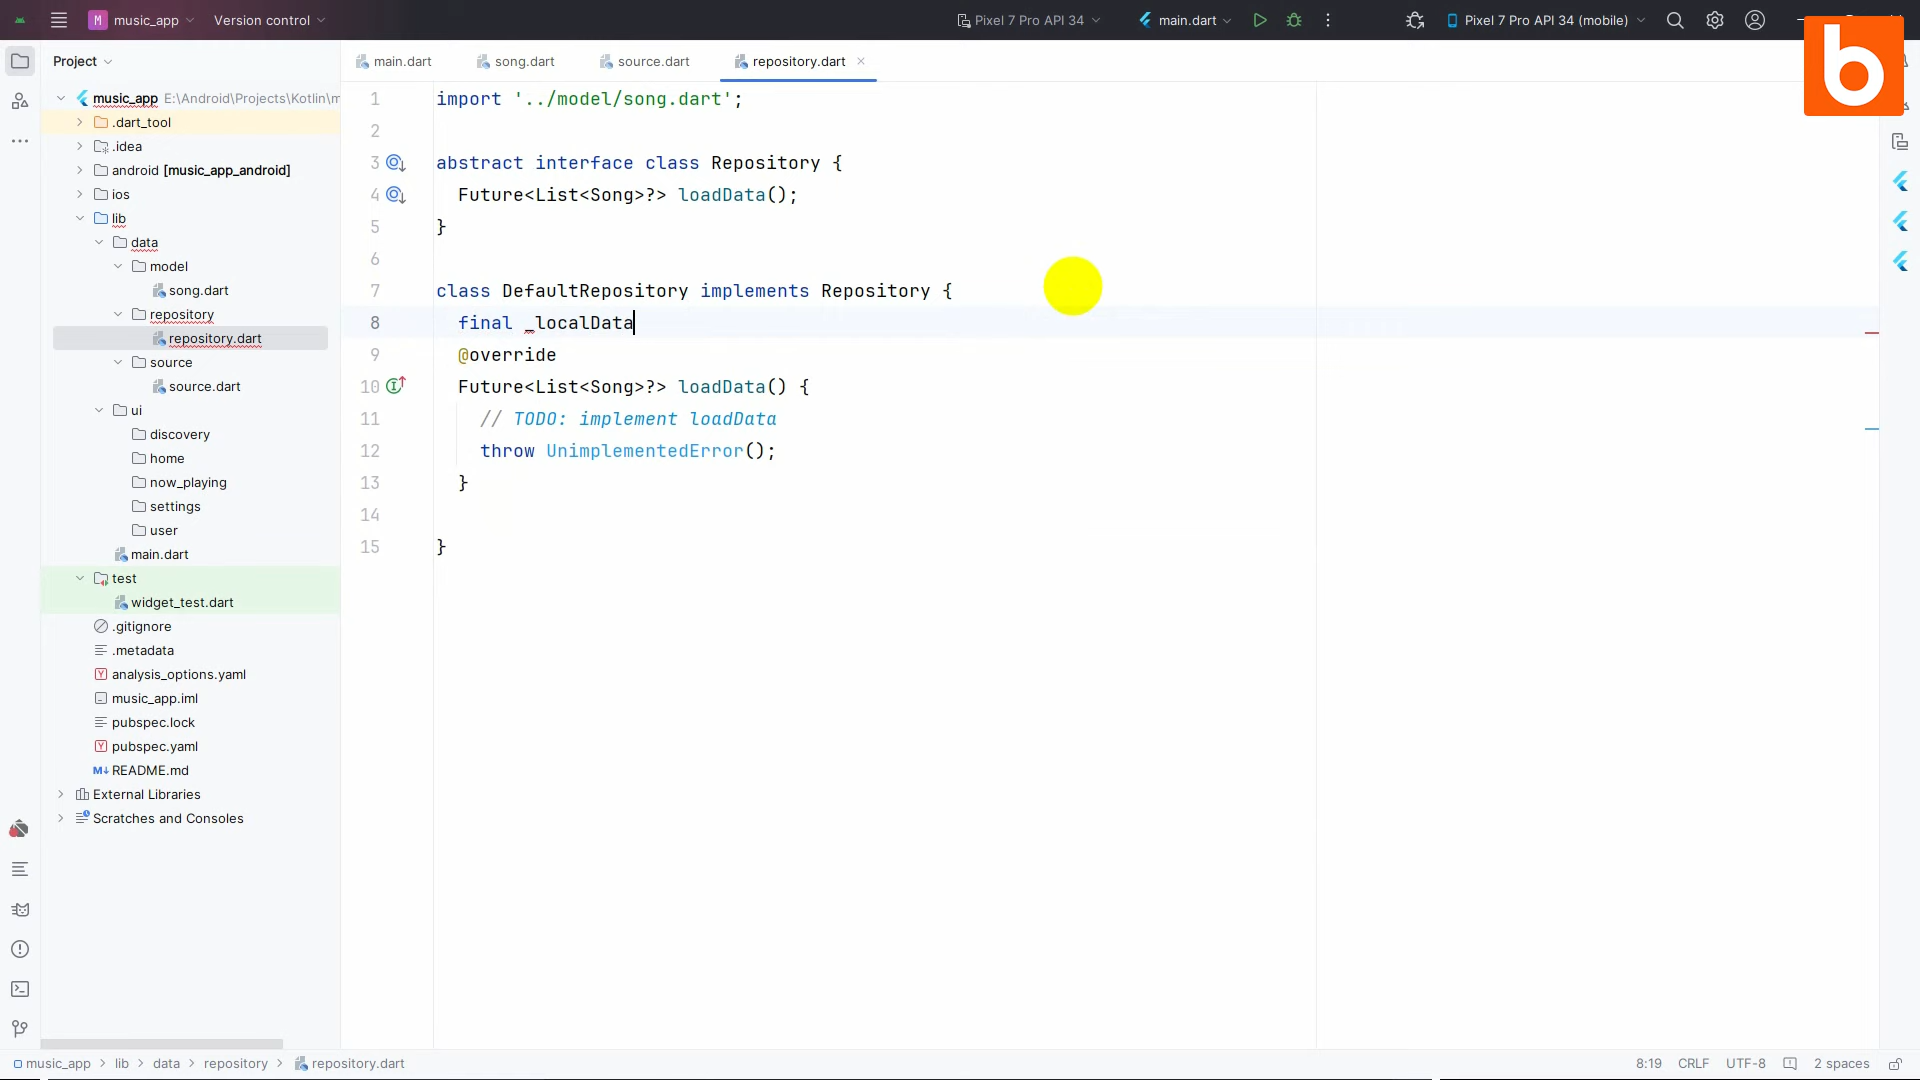 M music_app Version control Pixel 7 Pro API 34 main.dart Pixel 7 Pro API 34 (mobile)
b
Project
main.dart song.dart source.dart repository.dart
music_app E:\Android\Projects\Kotlin\m
.dart_tool
.idea
android [music_app_android]
ios
lib
data
model
song.dart
repository
repository.dart
source
source.dart
ui
discovery
home
now_playing
settings
user
main.dart
test
widget_test.dart
.gitignore
.metadata
Y analysis_options.yaml
music_app.iml
pubspec.lock
Y pubspec.yaml
M↓ README.md
External Libraries
Scratches and Consoles
1 import '../model/song.dart';
2
3 abstract interface class Repository {
4 Future<List<Song>?> loadData();
5 }
6
7 class DefaultRepository implements Repository {
8 final _localData
9 @override
10 Future<List<Song>?> loadData() {
11 // TODO: implement loadData
12 throw UnimplementedError();
13 }
14
15 }
music_app > lib > data > repository > repository.dart 8:19 CRLF UTF-8 2 spaces